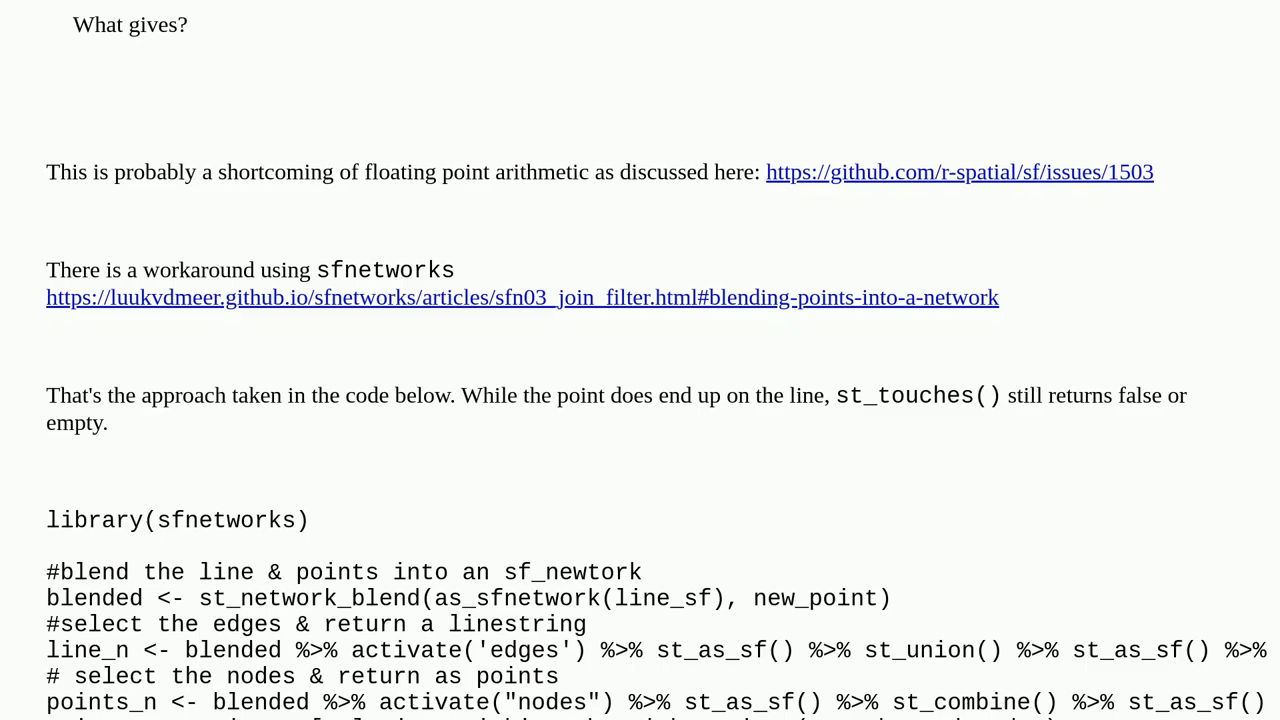 What gives?
This is probably a shortcoming of floating point arithmetic as discussed here: https://github.com/r-spatial/sf/issues/1503
There is a workaround using sfnetworks
https://luukvdmeer.github.io/sfnetworks/articles/sfn03_join_filter.html#blending-points-into-a-network
That's the approach taken in the code below. While the point does end up on the line, st_touches() still returns false or
empty.
library(sfnetworks)
#blend the line & points into an sf_newtork
blended <- st_network_blend(as_sfnetwork(line_sf), new_point)
#select the edges & return a linestring
line_n <- blended %>% activate('edges') %>% st_as_sf() %>% st_union() %>% st_as_sf() %>%
# select the nodes & return as points
points_n <- blended %>% activate("nodes") %>% st_as_sf() %>% st_combine() %>% st_as_sf()